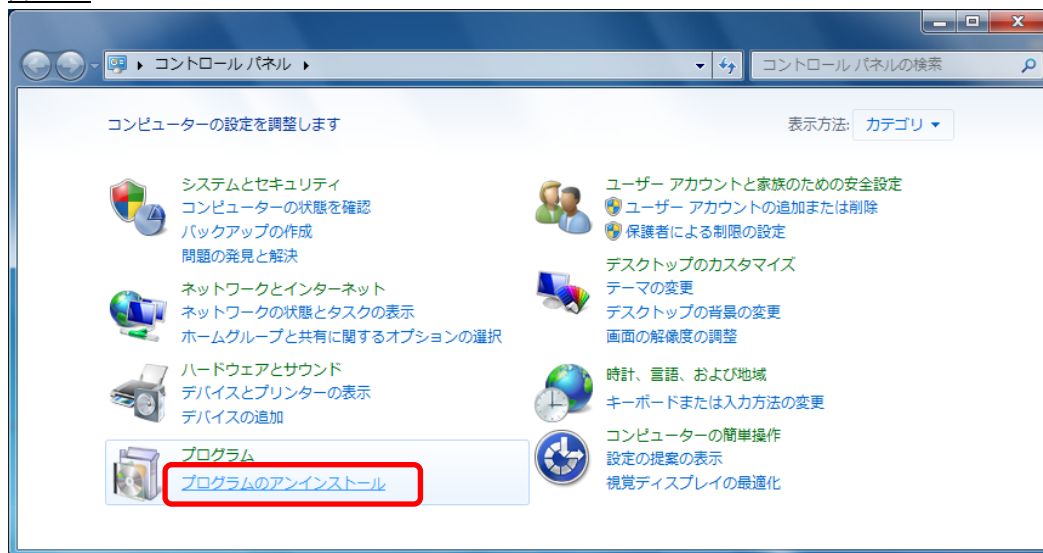 コントロール パネル
コントロール パネルの検索
コンピューターの設定を調整します
表示方法: カテゴリ
システムとセキュリティ
コンピューターの状態を確認
バックアップの作成
問題の発見と解決
ネットワークとインターネット
ネットワークの状態とタスクの表示
ホームグループと共有に関するオプションの選択
ハードウェアとサウンド
デバイスとプリンターの表示
デバイスの追加
プログラム
プログラムのアンインストール
ユーザー アカウントと家族のための安全設定
ユーザー アカウントの追加または削除
保護者による制限の設定
デスクトップのカスタマイズ
テーマの変更
デスクトップの背景の変更
画面の解像度の調整
時計、言語、および地域
キーボードまたは入力方法の変更
コンピューターの簡単操作
設定の提案の表示
視覚ディスプレイの最適化